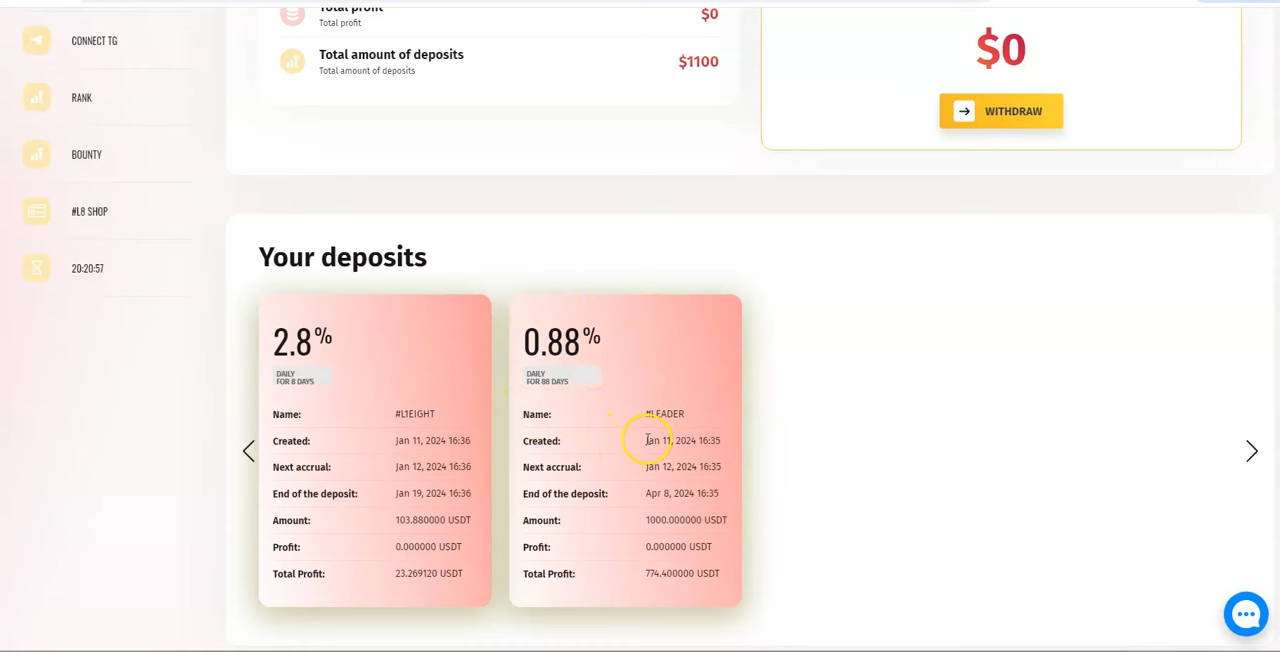 CONNECT TG
RANK
BOUNTY
#L8 SHOP
20:20:57
Total profit
Total profit
$0
Total amount of deposits
Total amount of deposits
$1100
$0
WITHDRAW
Your deposits
2.8%
DAILY
FOR 8 DAYS
Name: #L1EIGHT
Created: Jan 11, 2024 16:36
Next accrual: Jan 12, 2024 16:36
End of the deposit: Jan 19, 2024 16:36
Amount: 103.880000 USDT
Profit: 0.000000 USDT
Total Profit: 23.269120 USDT
0.88%
DAILY
FOR 88 DAYS
Name: #LEADER
Created: Jan 11, 2024 16:35
Next accrual: Jan 12, 2024 16:35
End of the deposit: Apr 8, 2024 16:35
Amount: 1000.000000 USDT
Profit: 0.000000 USDT
Total Profit: 774.400000 USDT